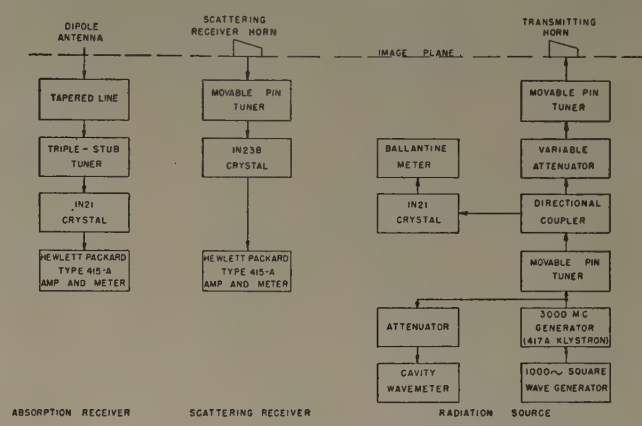 DIPOLE
ANTENNA
SCATTERING
RECEIVER HORN
IMAGE PLANE
TRANSMITTING
HORN
TAPERED LINE
TRIPLE-STUB
TUNER
IN21
CRYSTAL
HEWLETT PACKARD
TYPE 415-A
AMP AND METER
MOVABLE PIN
TUNER
IN23B
CRYSTAL
HEWLETT PACKARD
TYPE 415-A
AMP AND METER
MOVABLE PIN
TUNER
VARIABLE
ATTENUATOR
BALLANTINE
METER
IN21
CRYSTAL
DIRECTIONAL
COUPLER
MOVABLE PIN
TUNER
ATTENUATOR
3000 MC
GENERATOR
(417A KLYSTRON)
CAVITY
WAVEMETER
1000~ SQUARE
WAVE GENERATOR
ABSORPTION RECEIVER
SCATTERING RECEIVER
RADIATION SOURCE